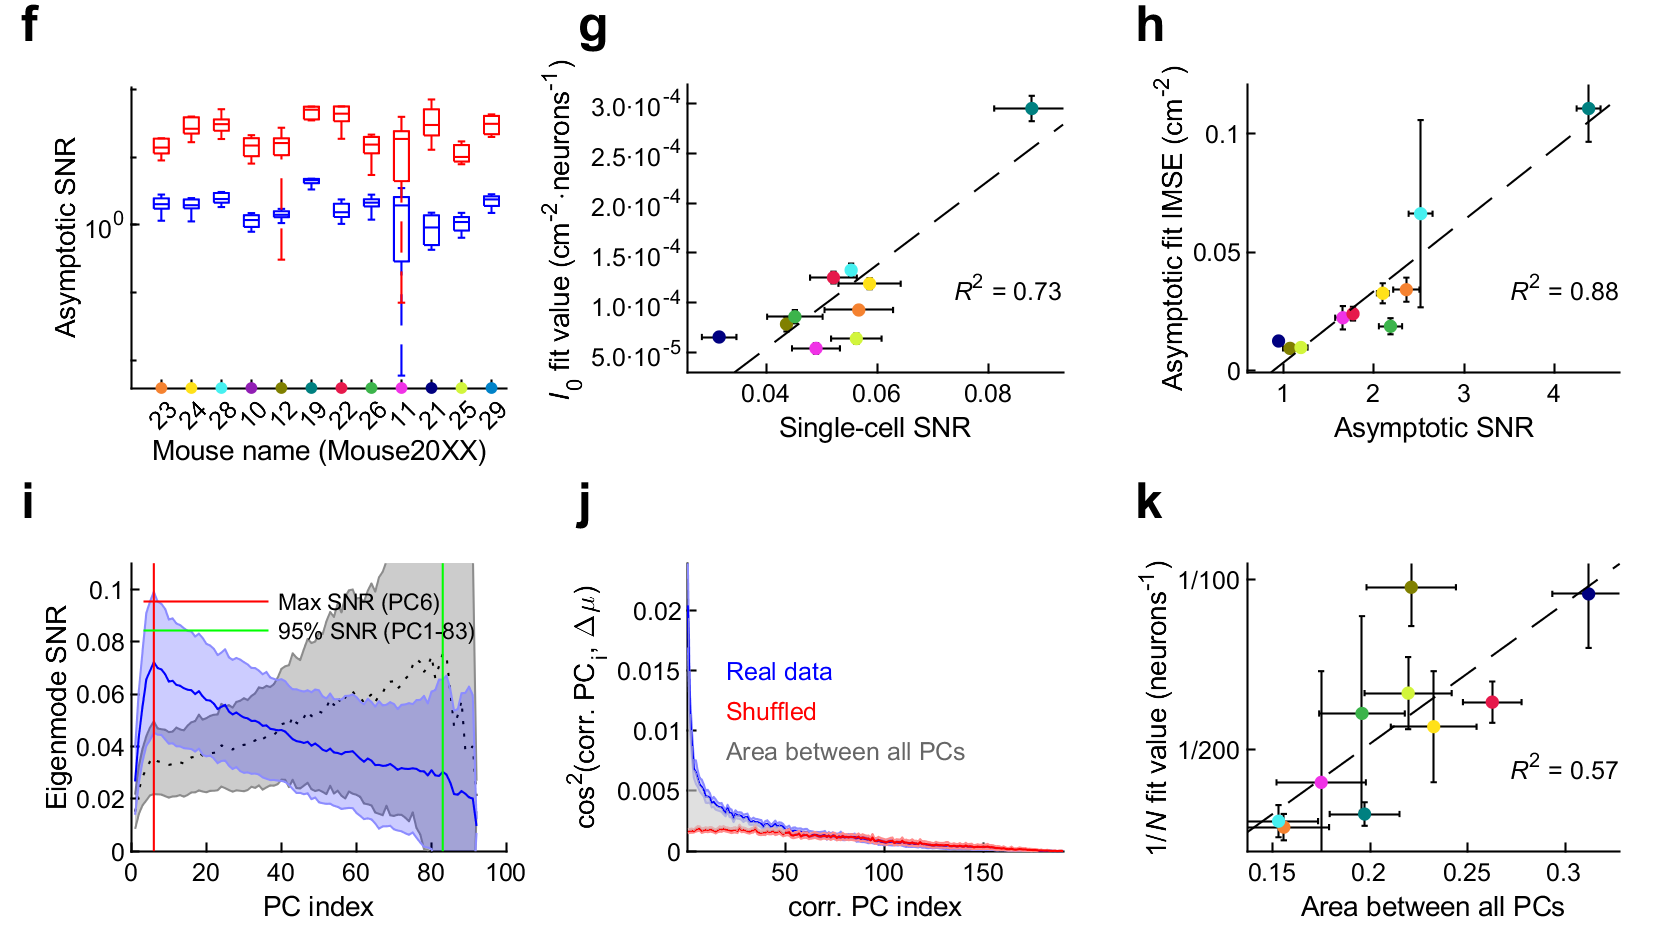 f
Asymptotic SNR
10^0
23 24 28 10 12 19 22 26 11 21 25 29
Mouse name (Mouse20XX)
g
I_0 fit value (cm^-2·neurons^-1)
3.0·10^-4
2.5·10^-4
2.0·10^-4
1.5·10^-4
1.0·10^-4
5.0·10^-5
R^2 = 0.73
0.04 0.06 0.08
Single-cell SNR
h
Asymptotic fit IMSE (cm^-2)
0.1
0.05
0
R^2 = 0.88
1 2 3 4
Asymptotic SNR
i
Eigenmode SNR
0.1
0.08
0.06
0.04
0.02
0
Max SNR (PC6)
95% SNR (PC1-83)
0 20 40 60 80 100
PC index
j
cos^2(corr. PC_i, Δμ)
0.02
0.015
0.01
0.005
0
Real data
Shuffled
Area between all PCs
50 100 150
corr. PC index
k
1/N fit value (neurons^-1)
1/100
1/200
R^2 = 0.57
0.15 0.2 0.25 0.3
Area between all PCs